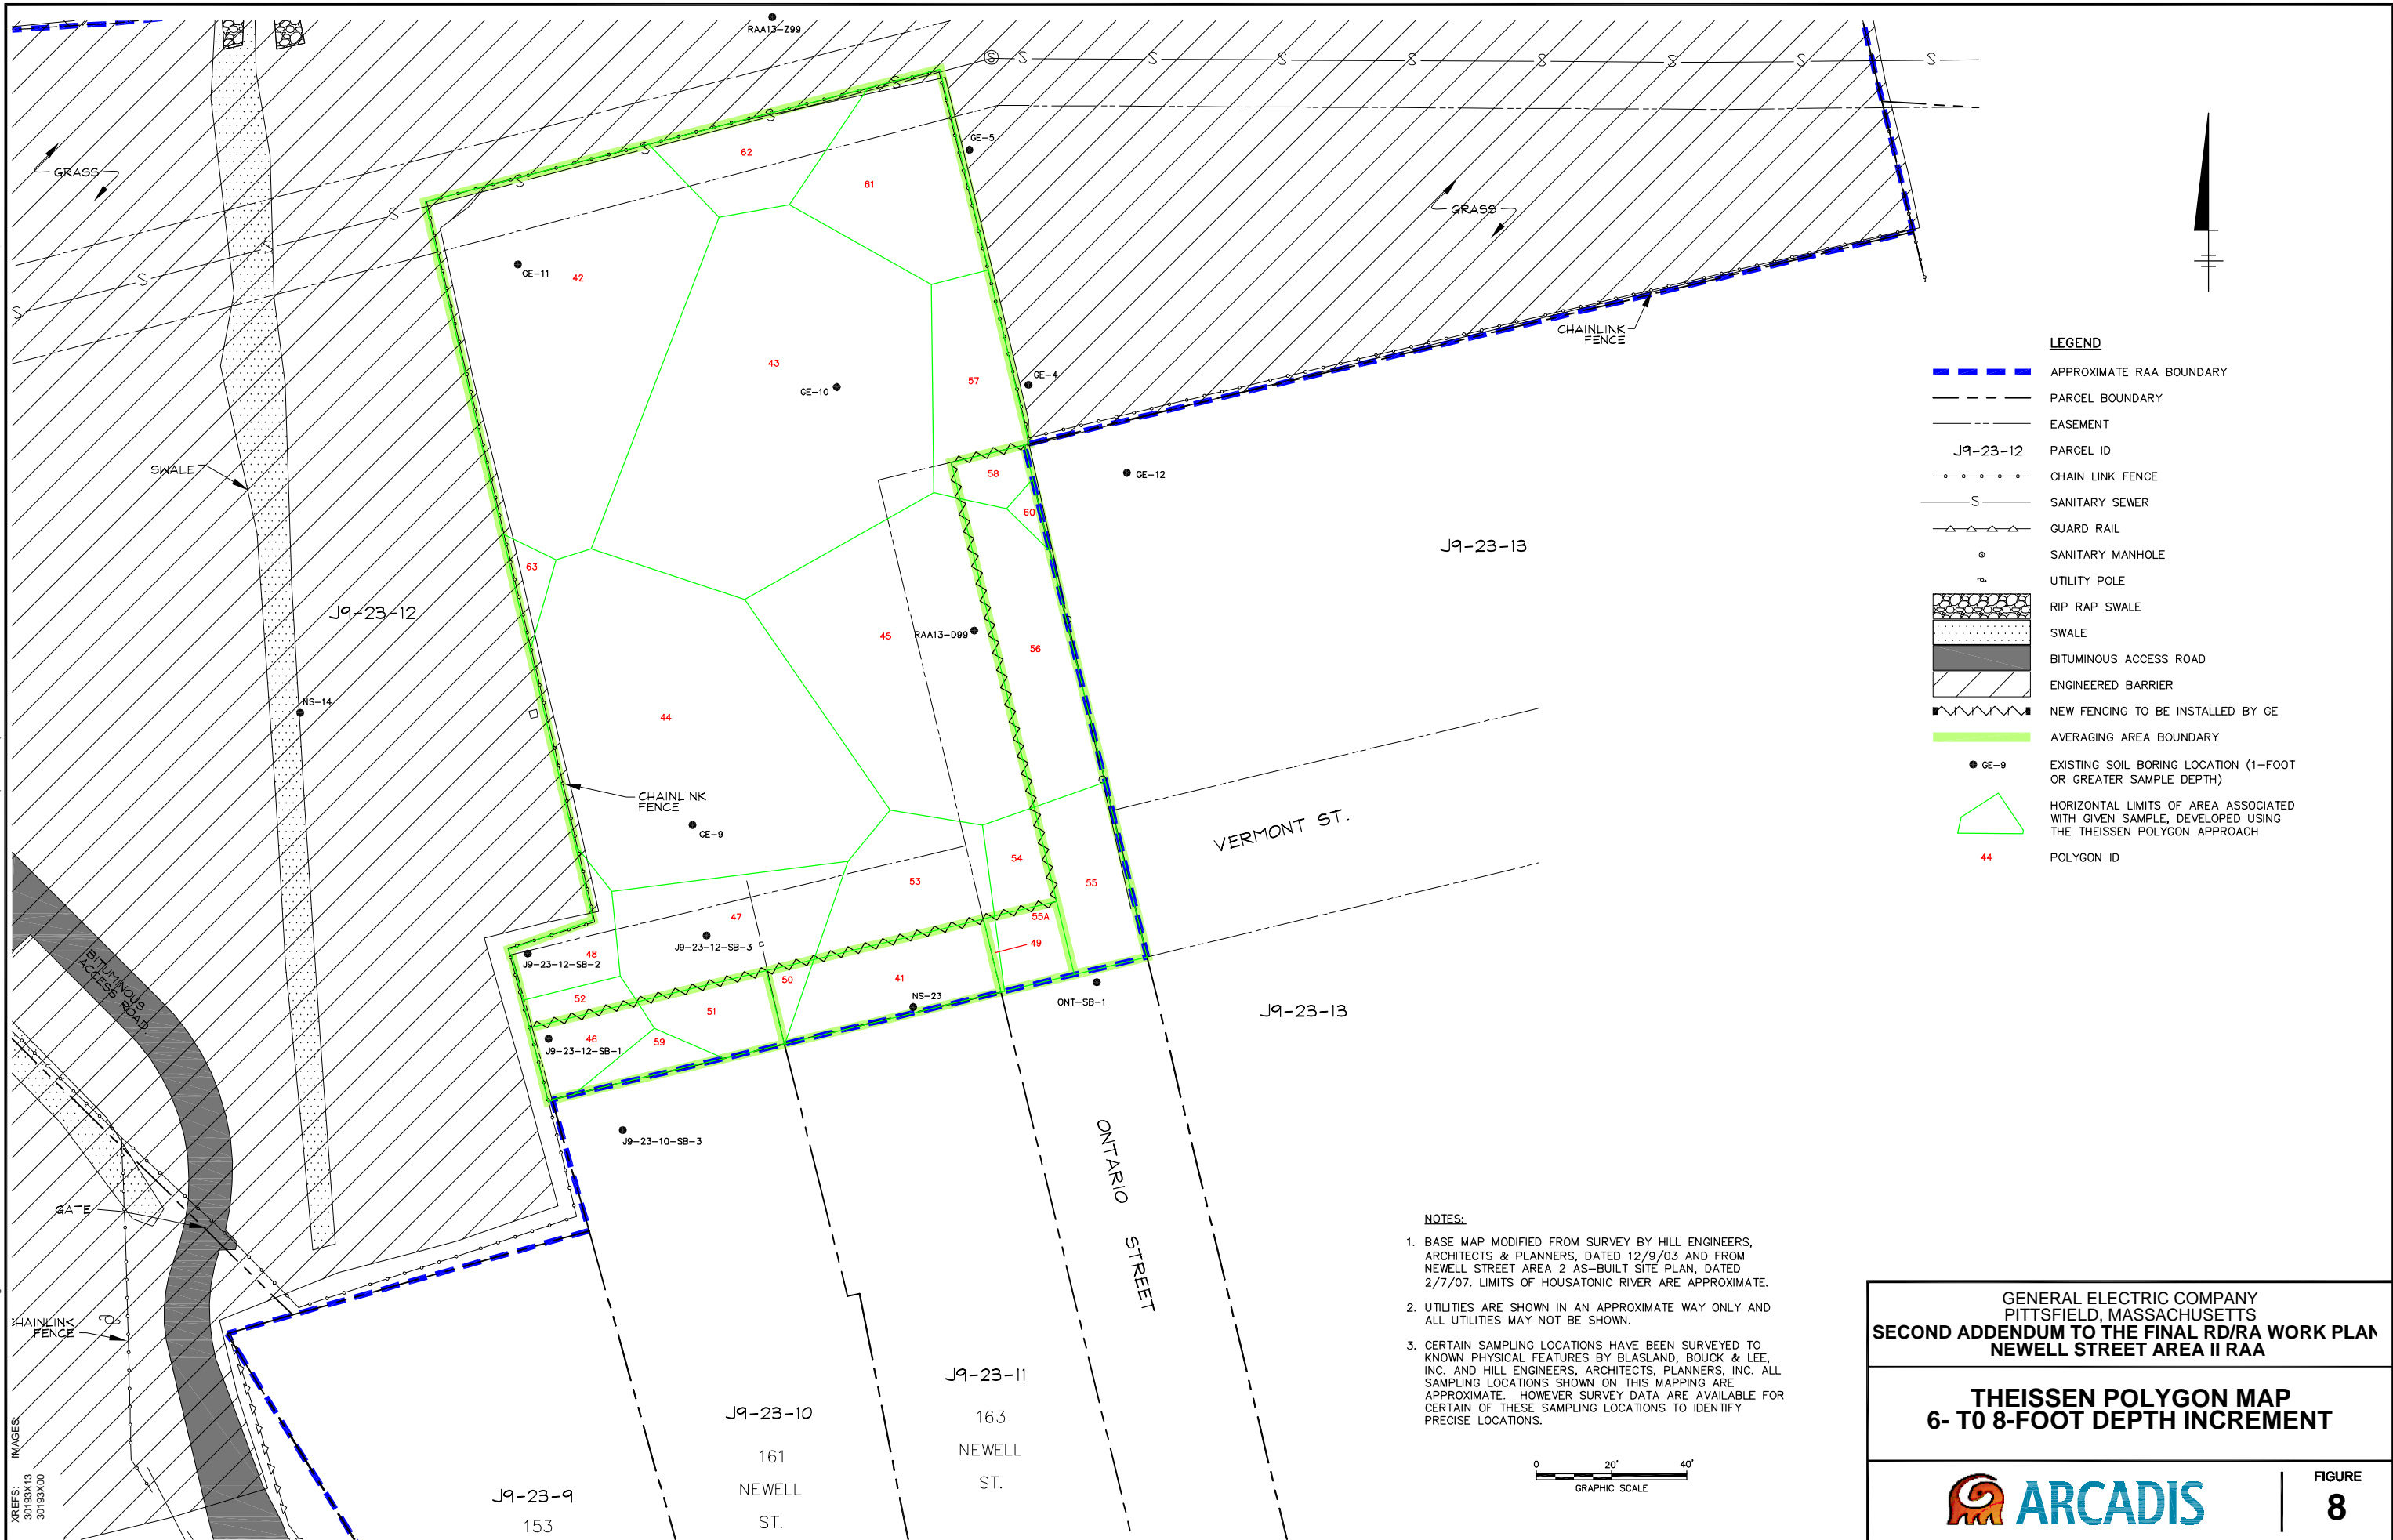 RAA13-Z99
S S S S S S S S S
GRASS
GE-5
62
61
GRASS
GE-11
42
CHAINLINK
FENCE
43
GE-10
57
GE-4
SWALE
58
GE-12
60
J9-23-13
63
J9-23-12
45
RAA13-D99
56
NS-14
44
CHAINLINK
FENCE
GE-9
VERMONT ST.
54
53
55
47
55A
J9-23-12-SB-3
49
48
J9-23-12-SB-2
50
41
52
NS-23
51
ONT-SB-1
J9-23-13
46
59
J9-23-12-SB-1
BITUMINOUS
ACCESS ROAD
J9-23-10-SB-3
ONTARIO STREET
GATE
CHAINLINK
FENCE
J9-23-11
163
NEWELL
ST.
J9-23-10
161
NEWELL
ST.
J9-23-9
153
XREFS:
30193X13
30193X00
IMAGES:
LEGEND
APPROXIMATE RAA BOUNDARY
PARCEL BOUNDARY
EASEMENT
J9-23-12 PARCEL ID
CHAIN LINK FENCE
S SANITARY SEWER
GUARD RAIL
SANITARY MANHOLE
UTILITY POLE
RIP RAP SWALE
SWALE
BITUMINOUS ACCESS ROAD
ENGINEERED BARRIER
NEW FENCING TO BE INSTALLED BY GE
AVERAGING AREA BOUNDARY
GE-9 EXISTING SOIL BORING LOCATION (1-FOOT
OR GREATER SAMPLE DEPTH)
HORIZONTAL LIMITS OF AREA ASSOCIATED
WITH GIVEN SAMPLE, DEVELOPED USING
THE THEISSEN POLYGON APPROACH
44 POLYGON ID
NOTES:
1. BASE MAP MODIFIED FROM SURVEY BY HILL ENGINEERS,
ARCHITECTS & PLANNERS, DATED 12/9/03 AND FROM
NEWELL STREET AREA 2 AS-BUILT SITE PLAN, DATED
2/7/07. LIMITS OF HOUSATONIC RIVER ARE APPROXIMATE.
2. UTILITIES ARE SHOWN IN AN APPROXIMATE WAY ONLY AND
ALL UTILITIES MAY NOT BE SHOWN.
3. CERTAIN SAMPLING LOCATIONS HAVE BEEN SURVEYED TO
KNOWN PHYSICAL FEATURES BY BLASLAND, BOUCK & LEE,
INC. AND HILL ENGINEERS, ARCHITECTS, PLANNERS, INC. ALL
SAMPLING LOCATIONS SHOWN ON THIS MAPPING ARE
APPROXIMATE. HOWEVER SURVEY DATA ARE AVAILABLE FOR
CERTAIN OF THESE SAMPLING LOCATIONS TO IDENTIFY
PRECISE LOCATIONS.
0 20' 40'
GRAPHIC SCALE
GENERAL ELECTRIC COMPANY
PITTSFIELD, MASSACHUSETTS
SECOND ADDENDUM TO THE FINAL RD/RA WORK PLAN
NEWELL STREET AREA II RAA
THEISSEN POLYGON MAP
6- T0 8-FOOT DEPTH INCREMENT
ARCADIS
FIGURE
8